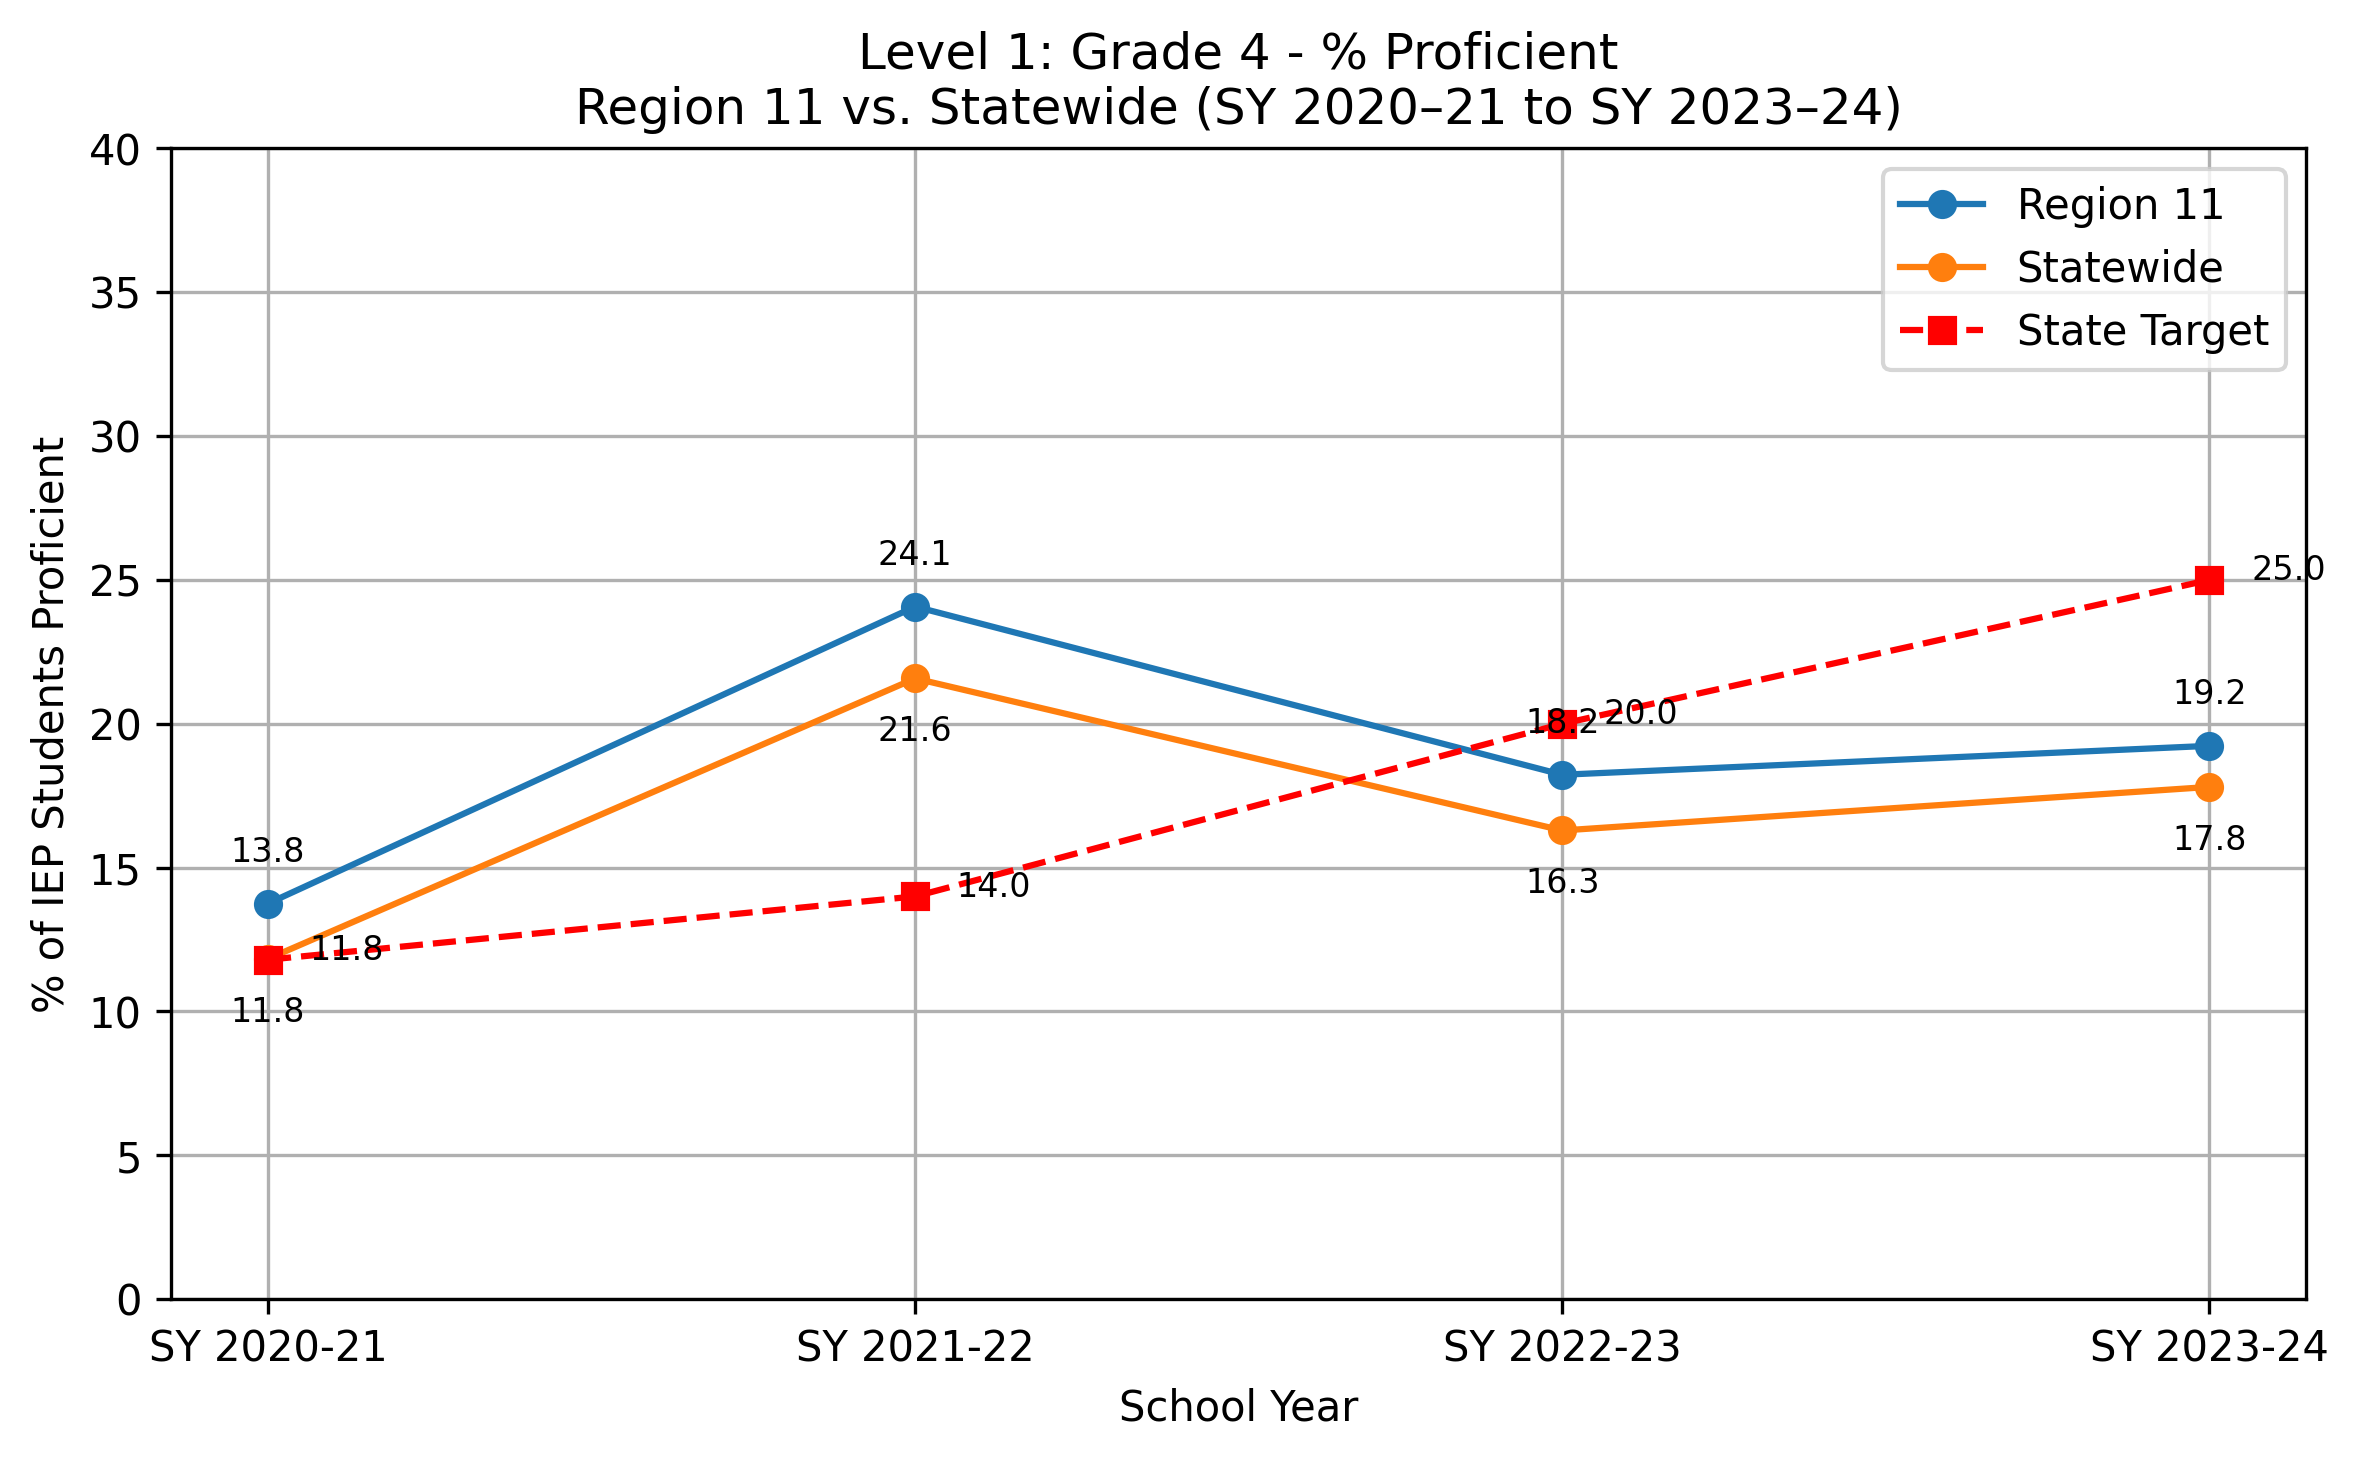 Level 1: Grade 4 - % Proficient
Region 11 vs. Statewide (SY 2020–21 to SY 2023–24)
% of IEP Students Proficient
40
35
30
25
20
15
10
5
0
Region 11
Statewide
State Target
24.1
25.0
21.6
18.2
20.0
19.2
13.8
14.0
16.3
17.8
11.8
11.8
SY 2020-21
SY 2021-22
SY 2022-23
SY 2023-24
School Year